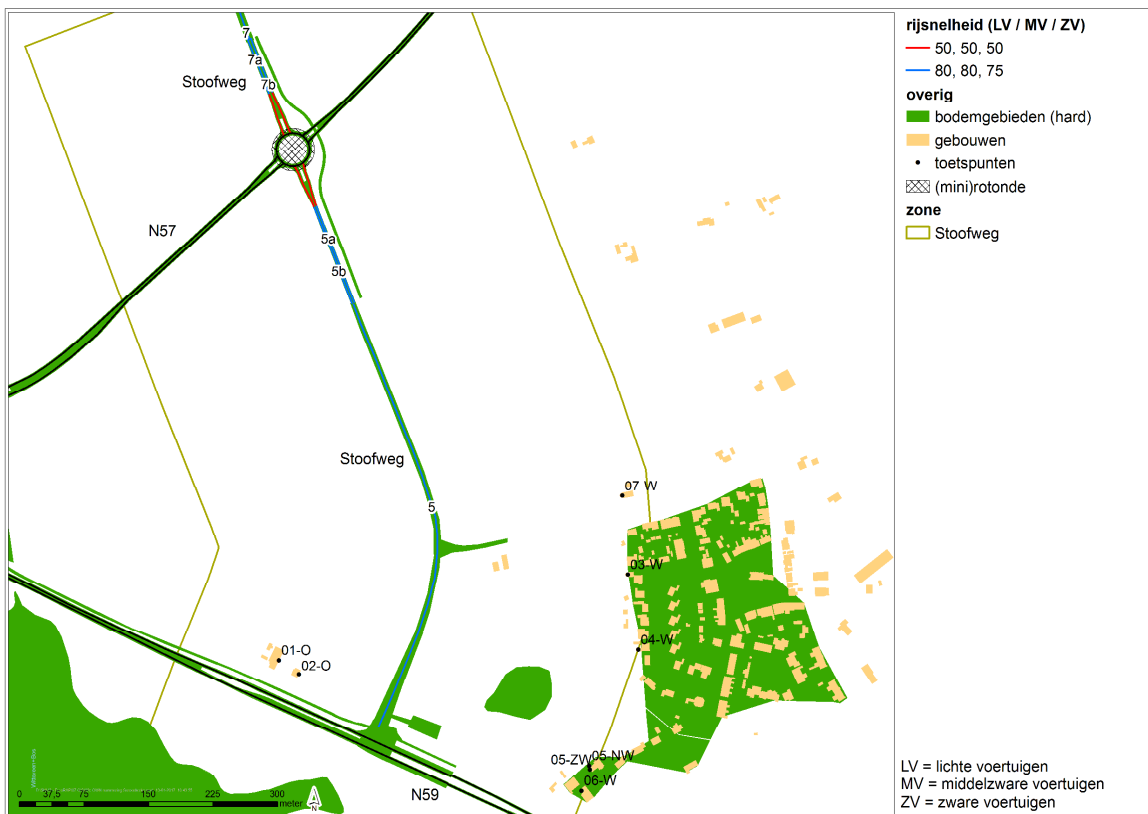 7
7a
Stoofweg
7b
N57
5a
5b
Stoofweg
5
07-W
03-W
04-W
01-O
02-O
05-ZW
05-NW
06-W
N59
0 37,5 75 150 225 300
meter
N
rijsnelheid (LV / MV / ZV)
50, 50, 50
80, 80, 75
overig
bodemgebieden (hard)
gebouwen
toetspunten
(mini)rotonde
zone
Stoofweg
LV = lichte voertuigen
MV = middelzware voertuigen
ZV = zware voertuigen